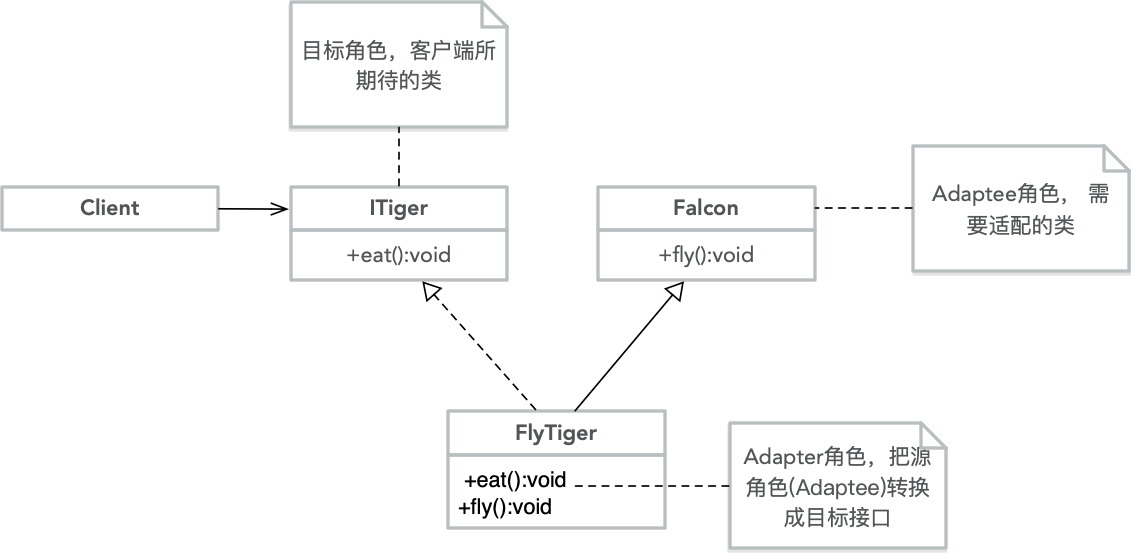 目标角色，客户端所
期待的类
Client
ITiger
+eat():void
Falcon
+fly():void
Adaptee角色， 需
要适配的类
FlyTiger
+eat():void
+fly():void
Adapter角色，把源
角色(Adaptee)转换
成目标接口